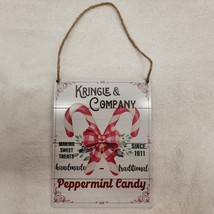 KRINGLE &
COMPANY
MAKING
SWEET
TREATS
SINCE
1911
handmade - traditional
Peppermint Candy